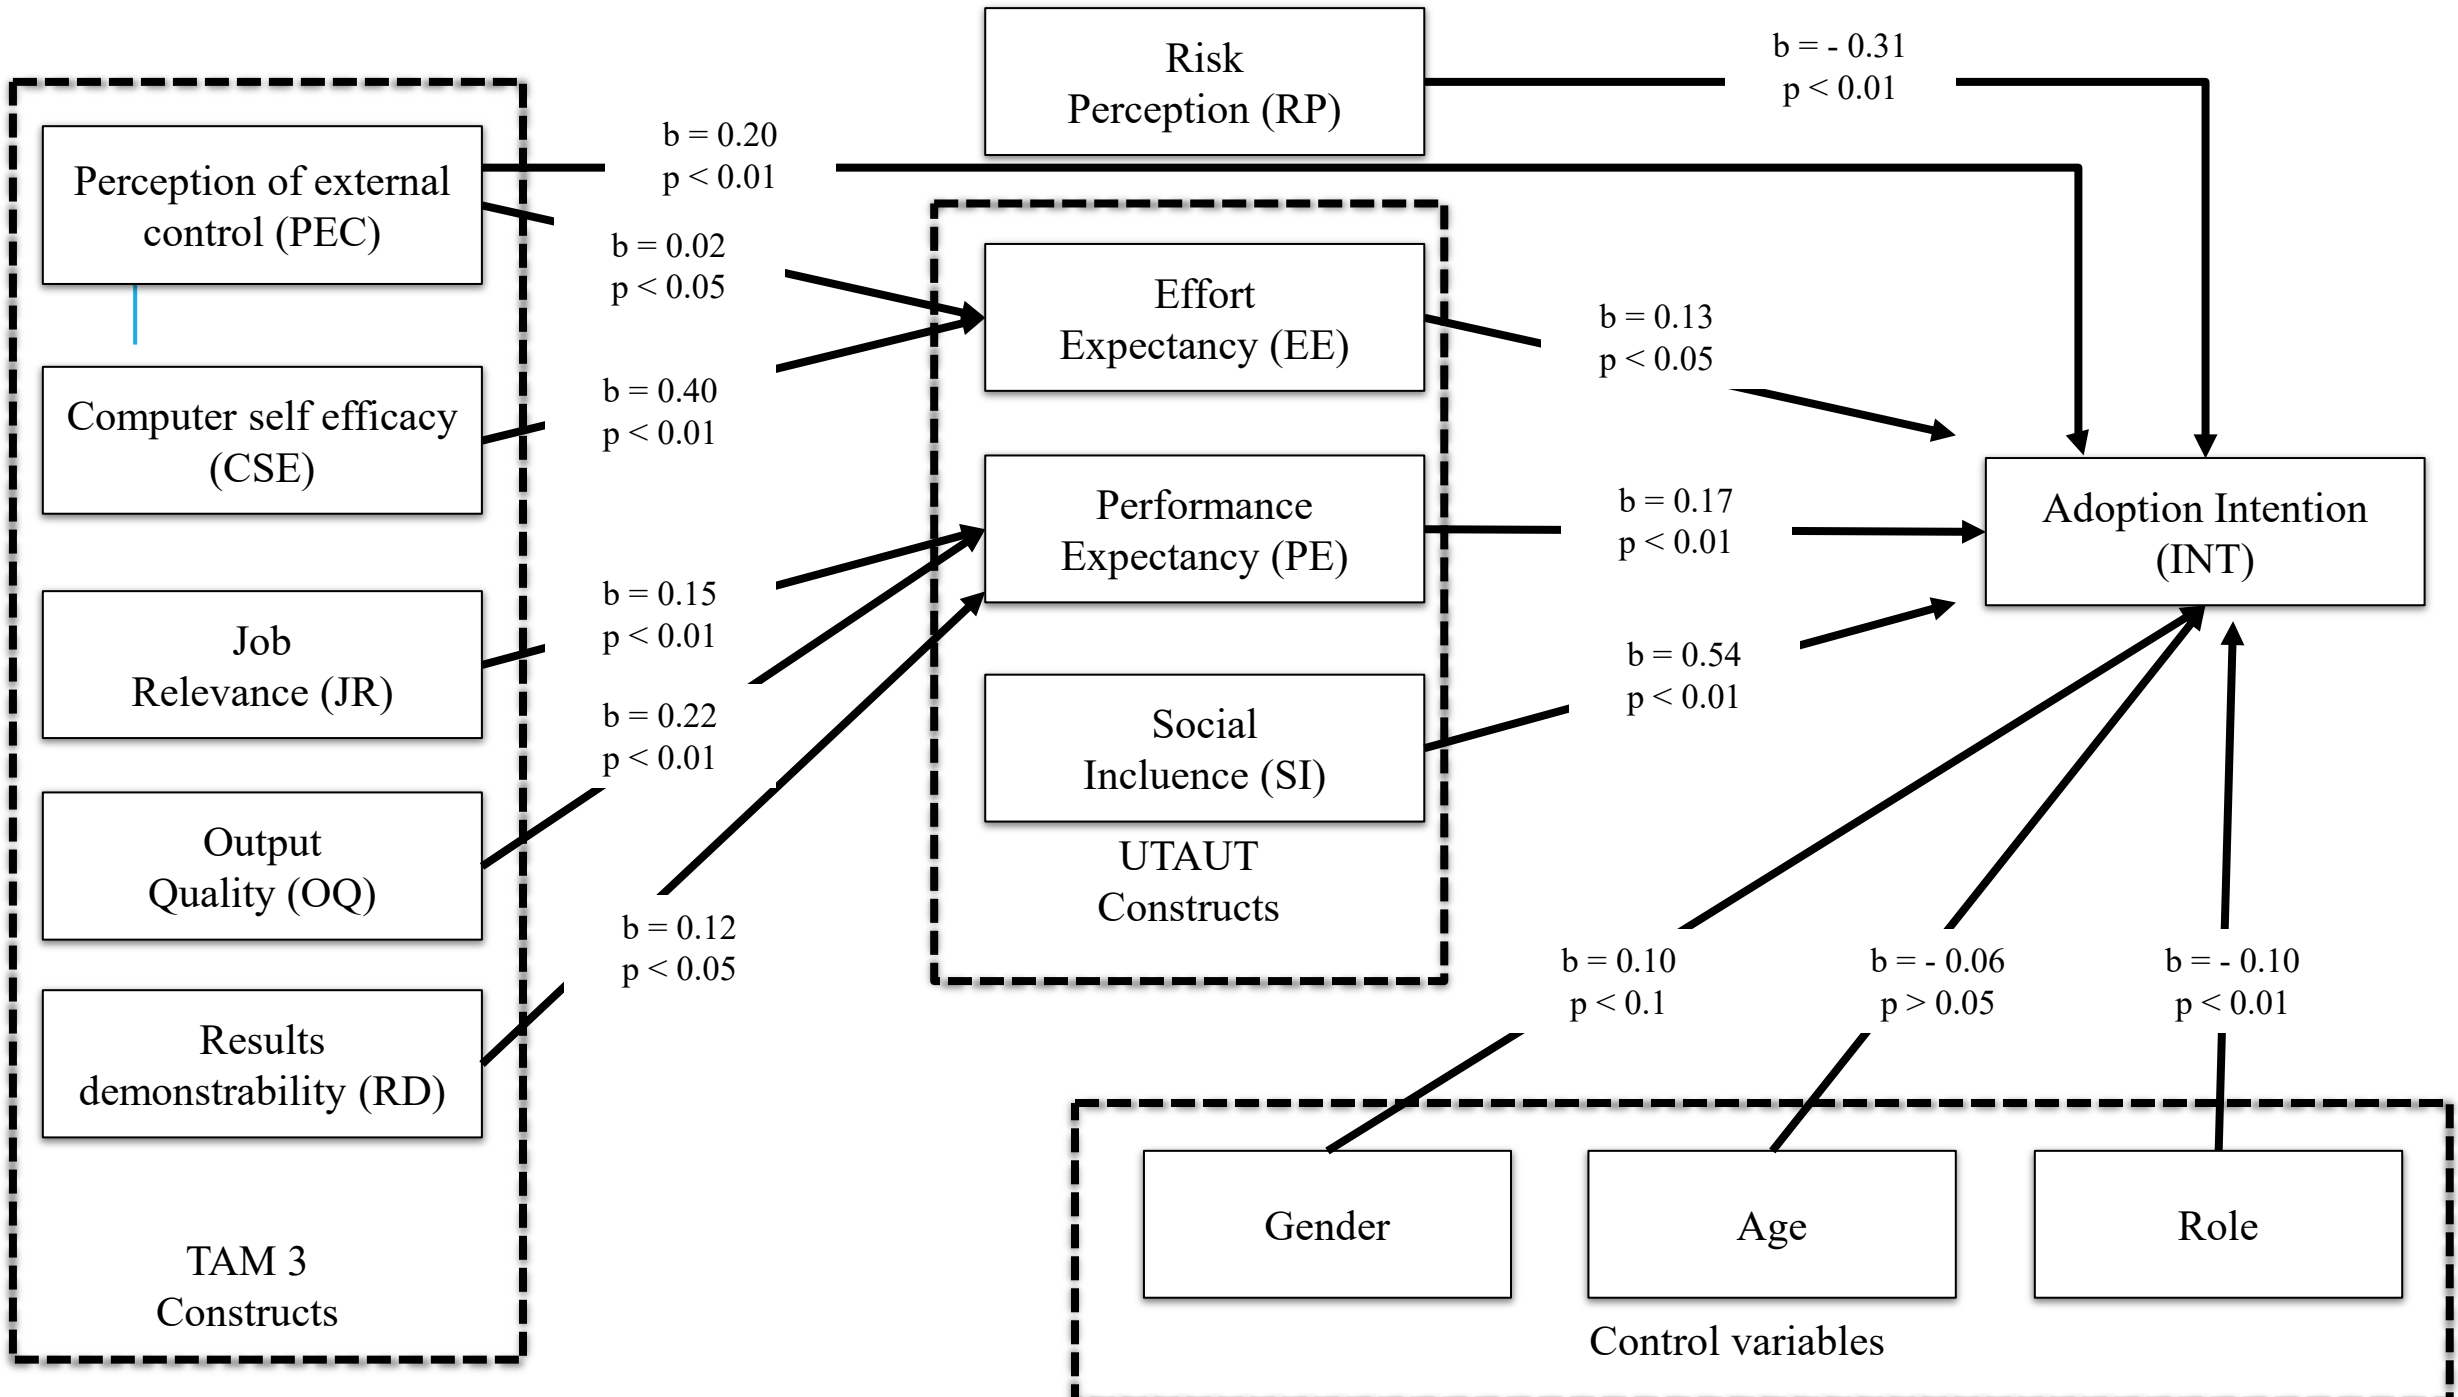 Risk
Perception (RP)
b = - 0.31
p < 0.01
Perception of external
control (PEC)
b = 0.20
p < 0.01
b = 0.02
p < 0.05
Effort
Expectancy (EE)
b = 0.13
p < 0.05
Computer self efficacy
(CSE)
b = 0.40
p < 0.01
Performance
Expectancy (PE)
b = 0.17
p < 0.01
Adoption Intention
(INT)
Job
Relevance (JR)
b = 0.15
p < 0.01
b = 0.22
p < 0.01
Social
Incluence (SI)
b = 0.54
p < 0.01
UTAUT
Constructs
Output
Quality (OQ)
b = 0.12
p < 0.05
b = 0.10
p < 0.1
b = - 0.06
p > 0.05
b = - 0.10
p < 0.01
Results
demonstrability (RD)
TAM 3
Constructs
Gender
Age
Role
Control variables